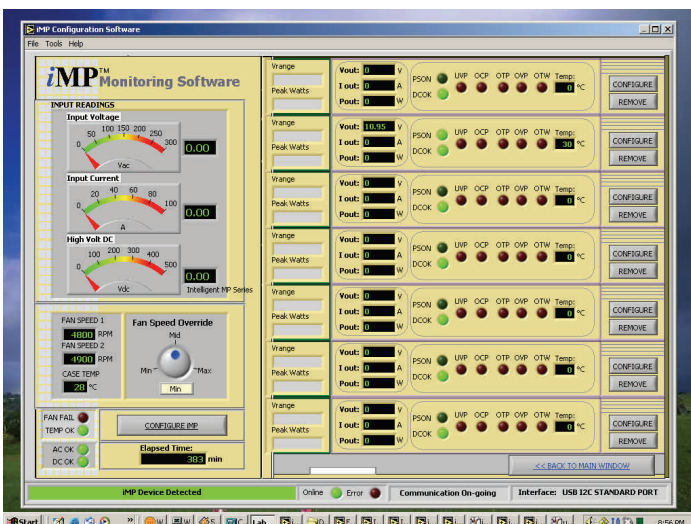 iMP Configuration Software
File Tools Help
iMP™ Monitoring Software
INPUT READINGS
Input Voltage
0 50 100 150 200 250 300
Vac
0.00
Input Current
0 20 40 60 80 100
A
0.00
High Volt DC
0 100 200 300 400 500
Vdc
0.00
Intelligent MP Series
FAN SPEED 1
4800 RPM
FAN SPEED 2
4900 RPM
CASE TEMP
28 °C
Fan Speed Override
Mid
Min Max
Min
FAN FAIL
TEMP OK
CONFIGURE iMP
AC OK
DC OK
Elapsed Time:
383 min
Vrange
Peak Watts
Vout: 0 V
I out: 0 A
Pout: 0 W
PSON UVP OCP OTP OVP OTW Temp:
DCOK
0 °C
CONFIGURE
REMOVE
Vrange
Peak Watts
Vout: 10.95 V
I out: 0 A
Pout: 0 W
PSON UVP OCP OTP OVP OTW Temp:
DCOK
30 °C
CONFIGURE
REMOVE
Vrange
Peak Watts
Vout: 0 V
I out: 0 A
Pout: 0 W
PSON UVP OCP OTP OVP OTW Temp:
DCOK
0 °C
CONFIGURE
REMOVE
Vrange
Peak Watts
Vout: 0 V
I out: 0 A
Pout: 0 W
PSON UVP OCP OTP OVP OTW Temp:
DCOK
0 °C
CONFIGURE
REMOVE
Vrange
Peak Watts
Vout: 0 V
I out: 0 A
Pout: 0 W
PSON UVP OCP OTP OVP OTW Temp:
DCOK
0 °C
CONFIGURE
REMOVE
Vrange
Peak Watts
Vout: 0 V
I out: 0 A
Pout: 0 W
PSON UVP OCP OTP OVP OTW Temp:
DCOK
0 °C
CONFIGURE
REMOVE
Vrange
Peak Watts
Vout: 0 V
I out: 0 A
Pout: 0 W
PSON UVP OCP OTP OVP OTW Temp:
DCOK
0 °C
CONFIGURE
REMOVE
<< BACK TO MAIN WINDOW
iMP Device Detected
Online Error Communication On-going Interface: USB I2C STANDARD PORT
Start
8:56 PM